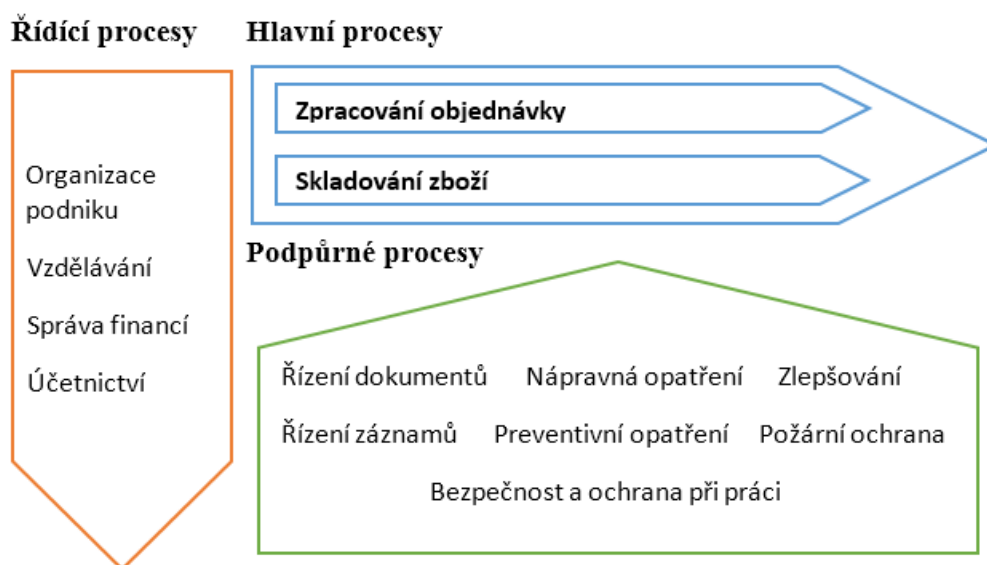 Řídící procesy
Organizace
podniku
Vzdělávání
Správa financí
Účetnictví
Hlavní procesy
Zpracování objednávky
Skladování zboží
Podpůrné procesy
Řízení dokumentů Nápravná opatření Zlepšování
Řízení záznamů Preventivní opatření Požární ochrana
Bezpečnost a ochrana při práci